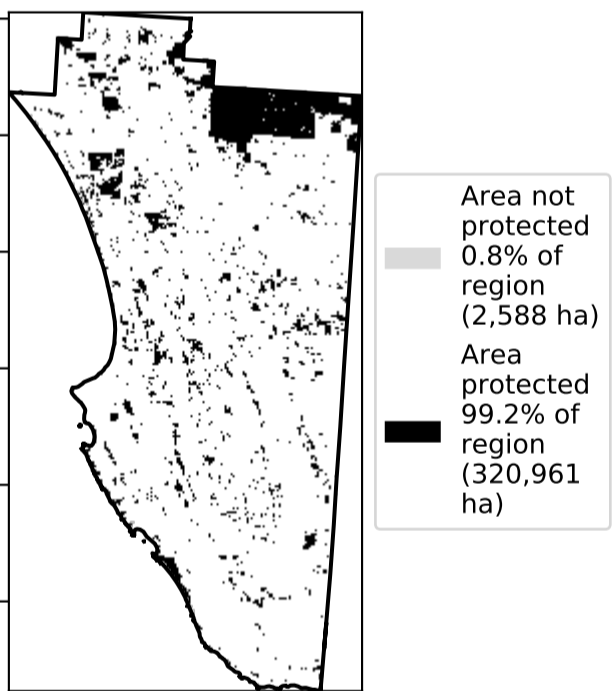 Area not
protected
0.8% of
region
(2,588 ha)
Area
protected
99.2% of
region
(320,961
ha)